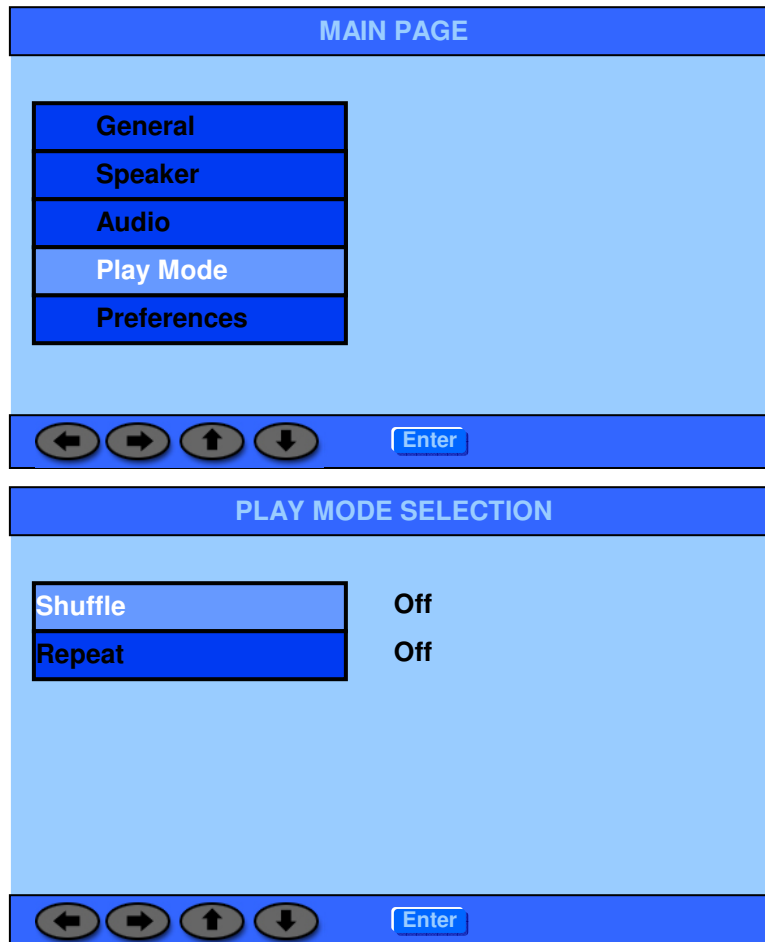 MAIN PAGE
General
Speaker
Audio
Play Mode
Preferences
Enter
PLAY MODE SELECTION
Shuffle Off
Repeat Off
Enter